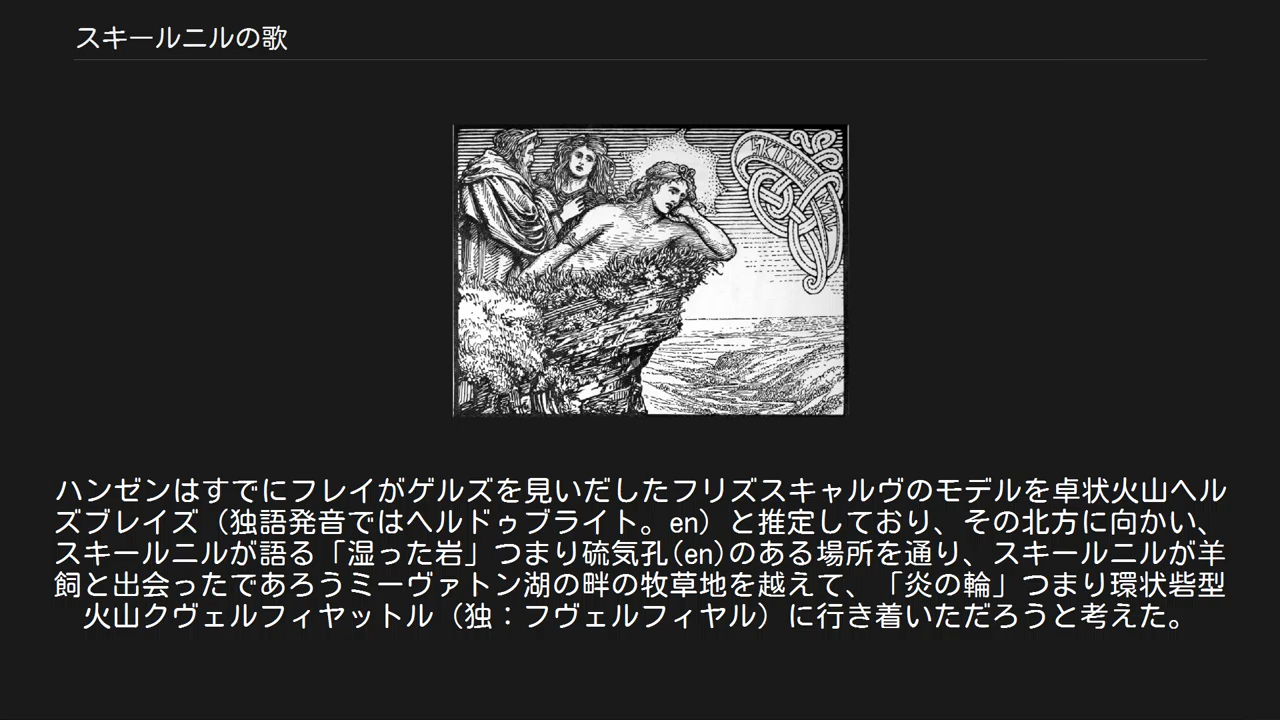 スキールニルの歌
SKIRNIR
MAL
ハンゼンはすでにフレイがゲルズを見いだしたフリズスキャルヴのモデルを卓状火山ヘル
ズブレイズ（独語発音ではヘルドゥブライト。en）と推定しており、その北方に向かい、
スキールニルが語る「湿った岩」つまり硫気孔(en)のある場所を通り、スキールニルが羊
飼と出会ったであろうミーヴァトン湖の畔の牧草地を越えて、「炎の輪」つまり環状砦型
火山クヴェルフィヤットル（独：フヴェルフィヤル）に行き着いただろうと考えた。